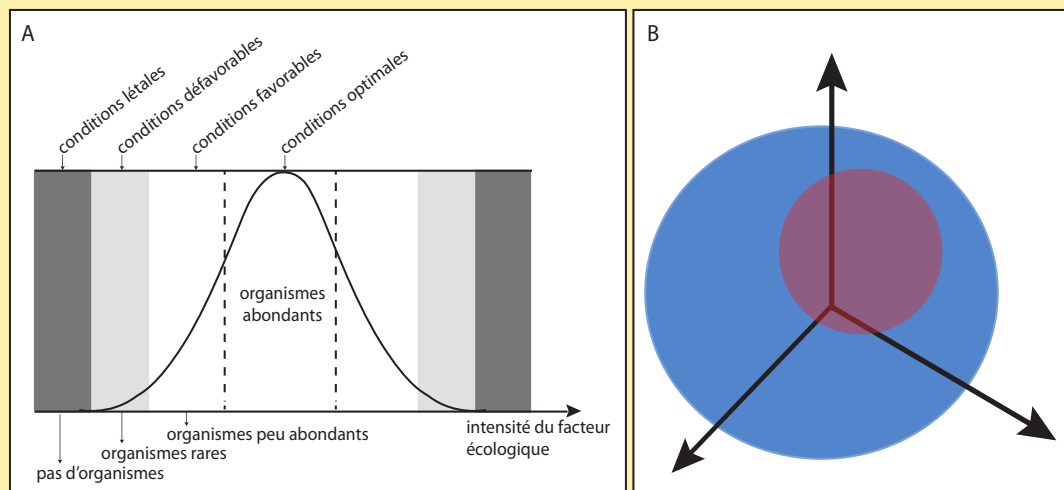 A
conditions létales
conditions défavorables
conditions favorables
conditions optimales
organismes
abondants
organismes peu abondants
organismes rares
pas d'organismes
intensité du facteur
écologique
B